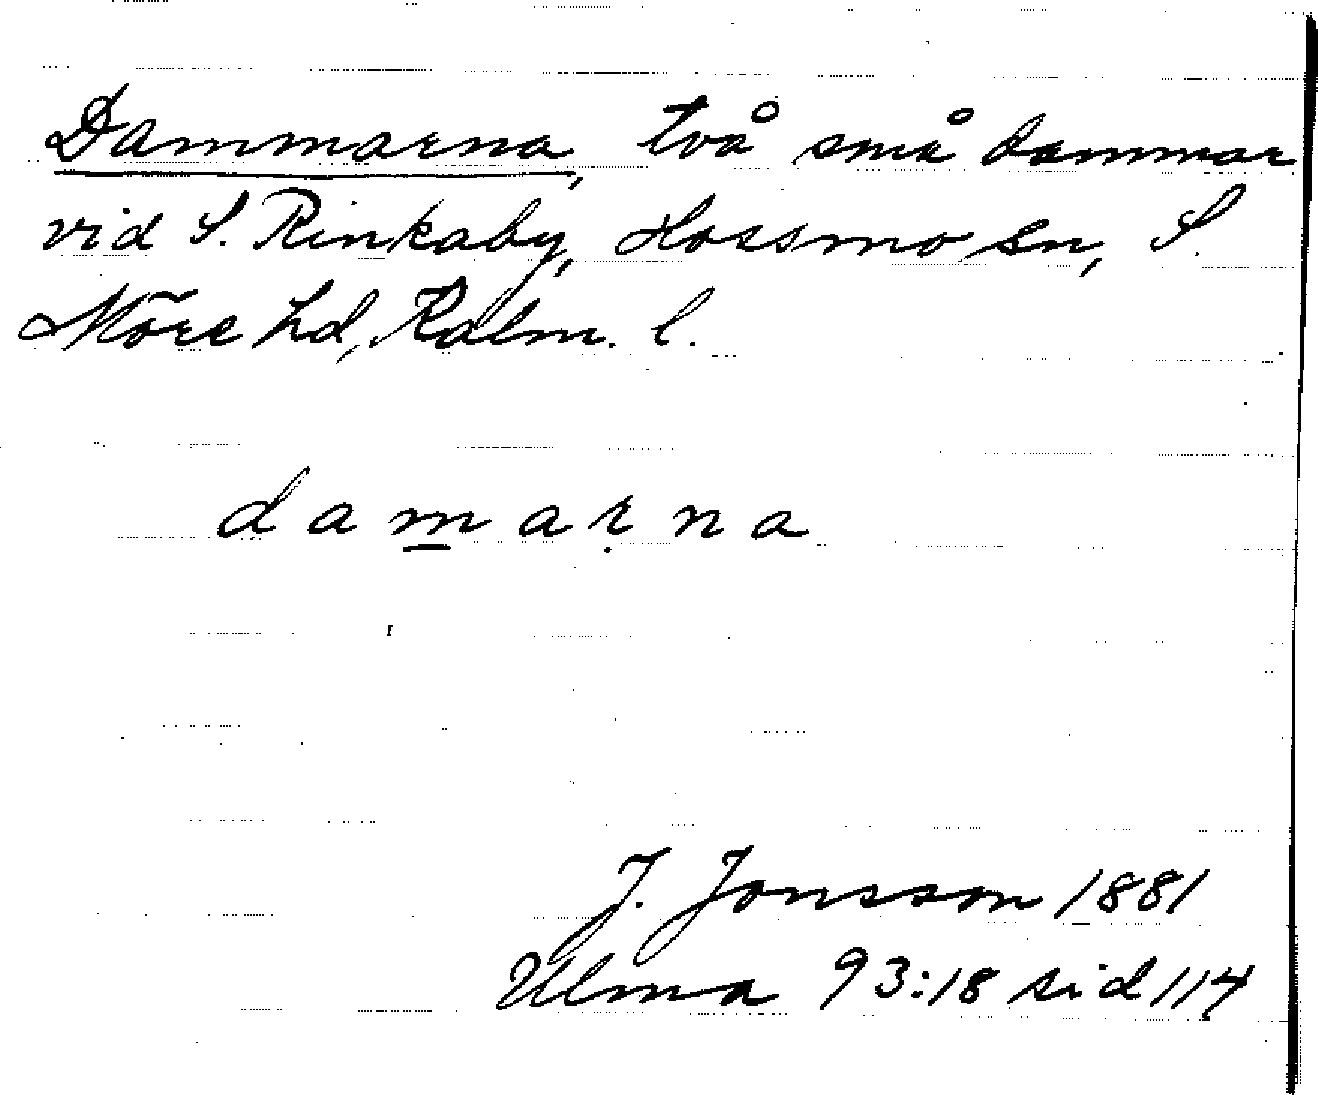 Dammarna, två små dammar
vid S. Rinkaby, Hossmo sn, S.
Möre hd, Kalm. l.
damarna
J. Jonsson 1881
Ulma 93:18 sid 114